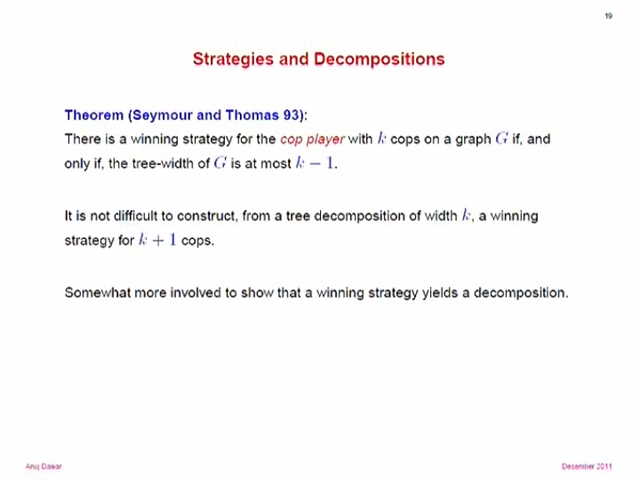 19
Strategies and Decompositions
Theorem (Seymour and Thomas 93):
There is a winning strategy for the cop player with k cops on a graph G if, and
only if, the tree-width of G is at most k − 1.
It is not difficult to construct, from a tree decomposition of width k, a winning
strategy for k + 1 cops.
Somewhat more involved to show that a winning strategy yields a decomposition.
Anuj Dawar
December 2011